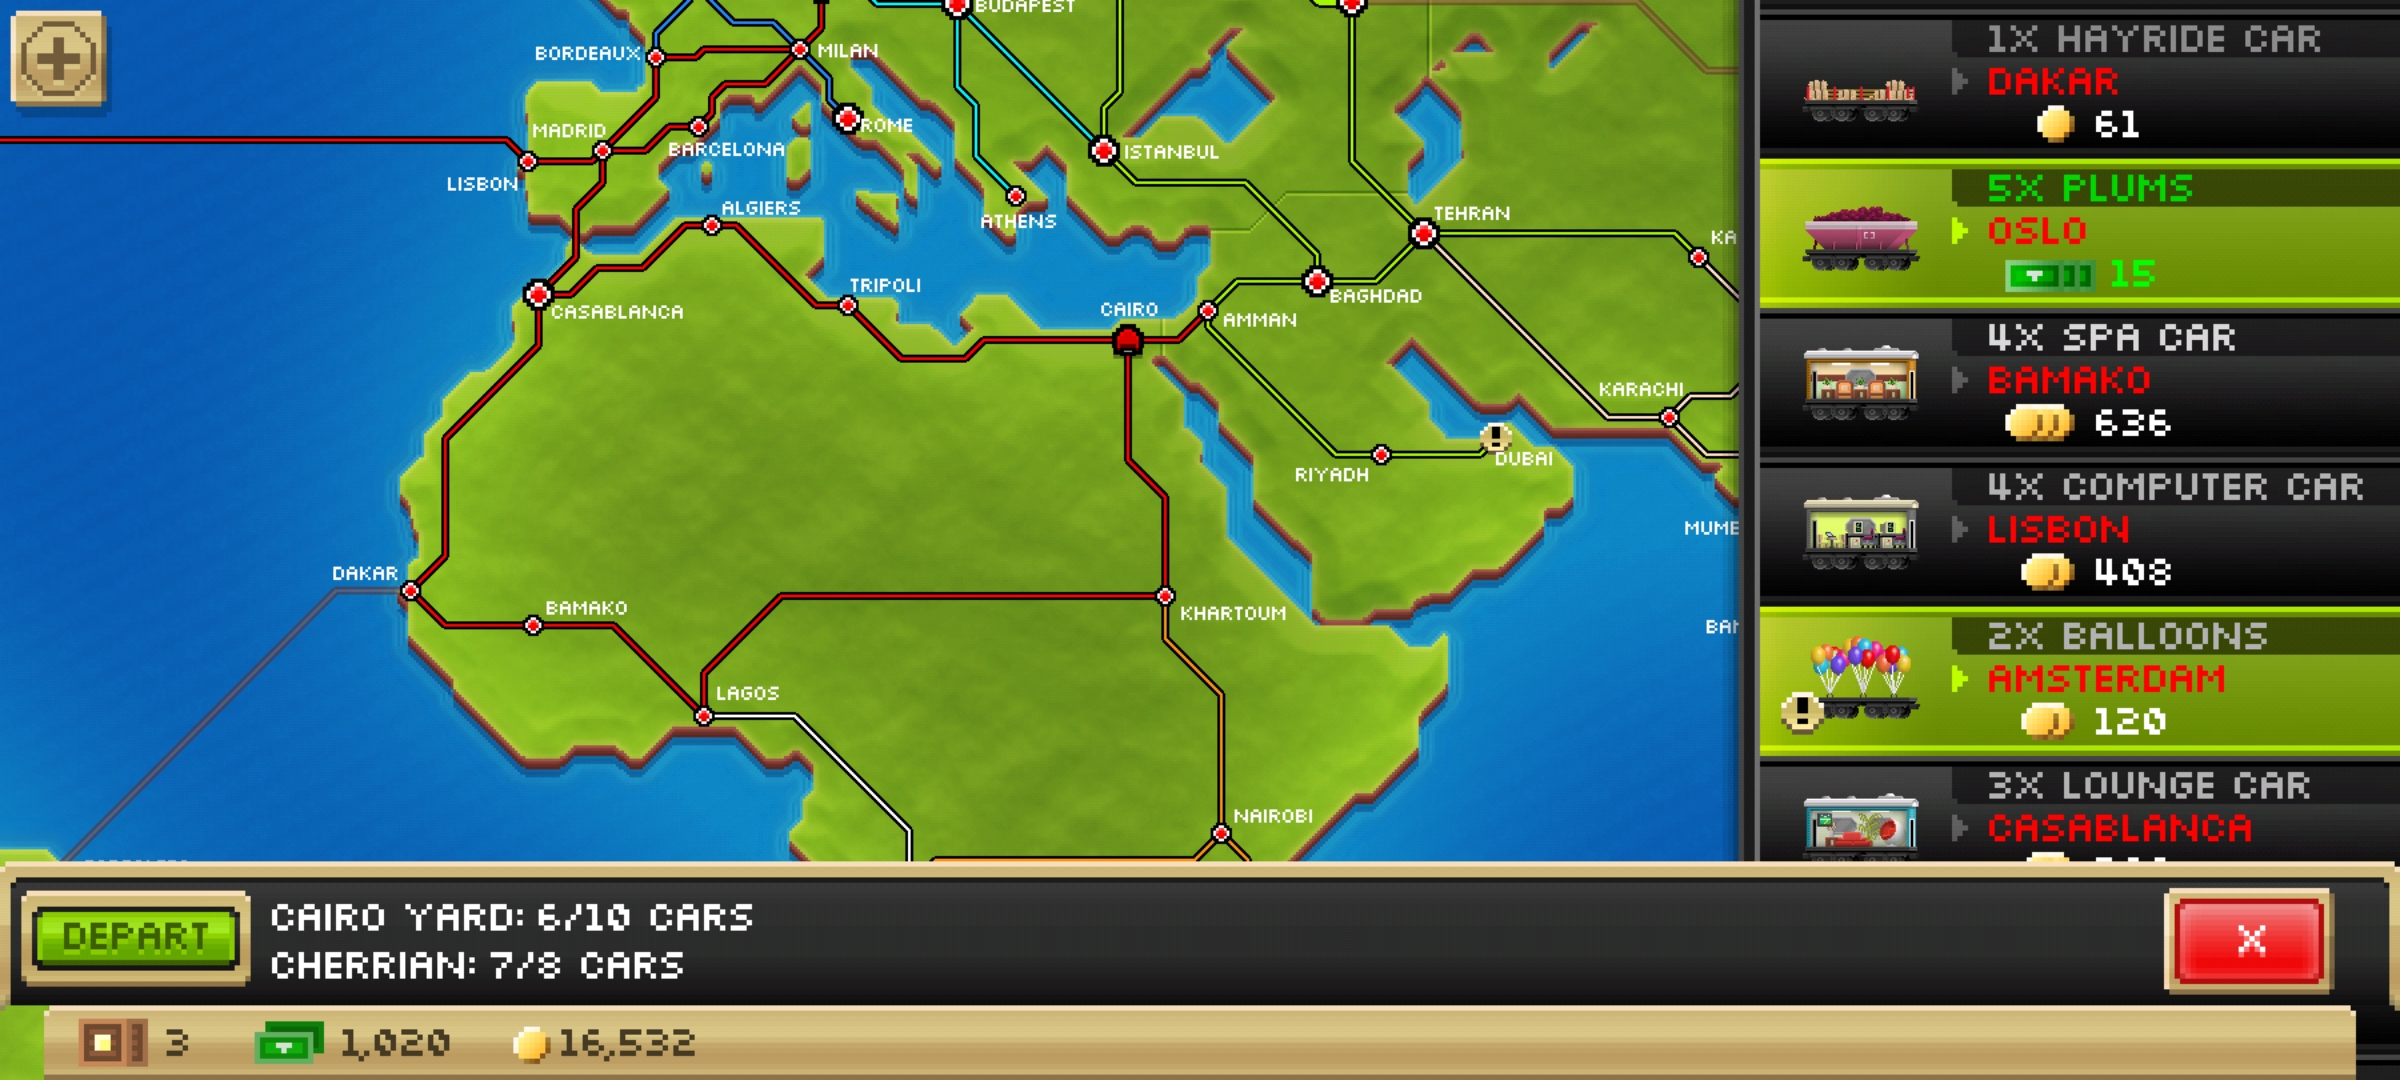 BUDAPEST
BORDEAUX
MILAN
MADRID
ROME
BARCELONA
ISTANBUL
LISBON
ALGIERS
ATHENS
TEHRAN
KA
TRIPOLI
CASABLANCA
CAIRO
BAGHDAD
AMMAN
KARACHI
RIYADH
DUBAI
MUME
DAKAR
BAMAKO
KHARTOUM
BAN
LAGOS
NAIROBI
1X HAYRIDE CAR
DAKAR
61
5X PLUMS
OSLO
15
4X SPA CAR
BAMAKO
636
4X COMPUTER CAR
LISBON
408
2X BALLOONS
AMSTERDAM
120
3X LOUNGE CAR
CASABLANCA
DEPART
CAIRO YARD: 6/10 CARS
CHERRIAN: 7/8 CARS
X
3
1,020
16,532